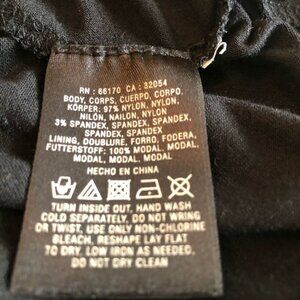 RN : 66170 CA : 32054
BODY, CORPS, CUERPO, CORPO,
KÖRPER: 97% NYLON, NYLON,
NILÓN, NAILON, NYLON
3% SPANDEX, SPANDEX,
SPANDEX, SPANDEX, SPANDEX
LINING, DOUBLURE, FORRO, FODERA,
FUTTERSTOFF: 100% MODAL, MODAL,
MODAL, MODAL, MODAL
HECHO EN CHINA
TURN INSIDE OUT, HAND WASH
COLD SEPARATELY, DO NOT WRING
OR TWIST. USE ONLY NON-CHLORINE
BLEACH. RESHAPE LAY FLAT
TO DRY. LOW IRON AS NEEDED.
DO NOT DRY CLEAN